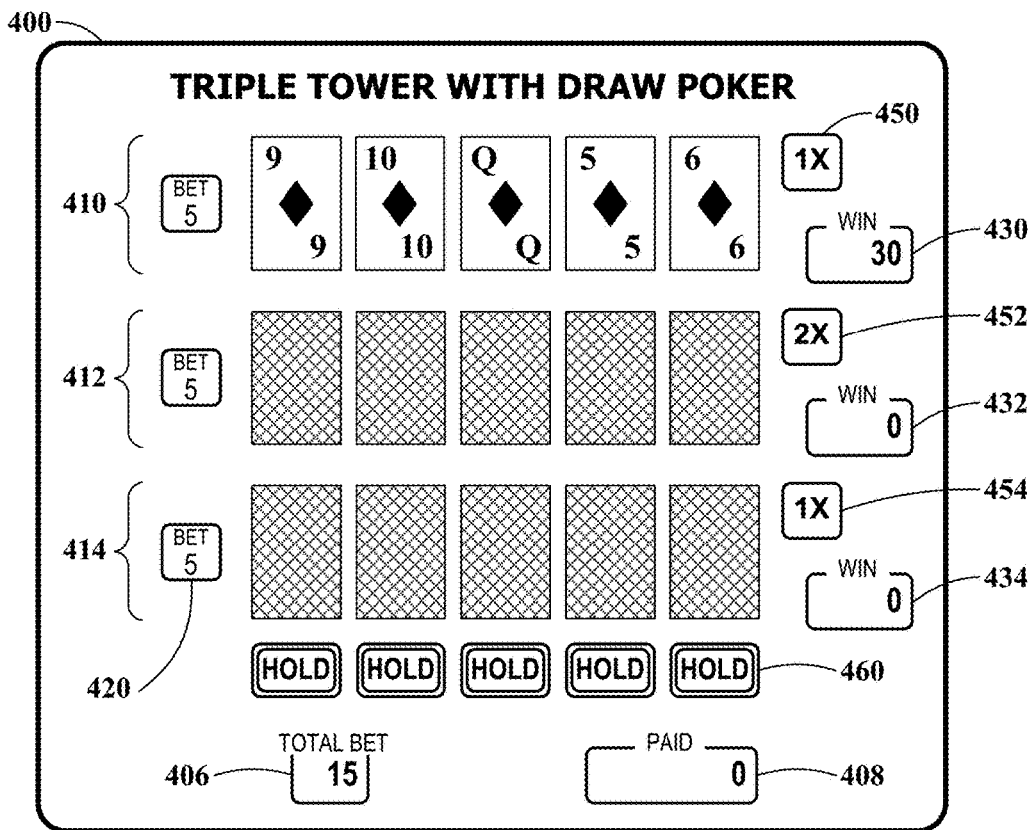 400
TRIPLE TOWER WITH DRAW POKER
450
410
BET
5
9
9
10
10
Q
Q
5
5
6
6
1X
WIN
30
430
412
BET
5
2X
452
WIN
0
432
414
BET
5
1X
454
WIN
0
434
420
HOLD HOLD HOLD HOLD HOLD
460
TOTAL BET
15
406
PAID
0
408